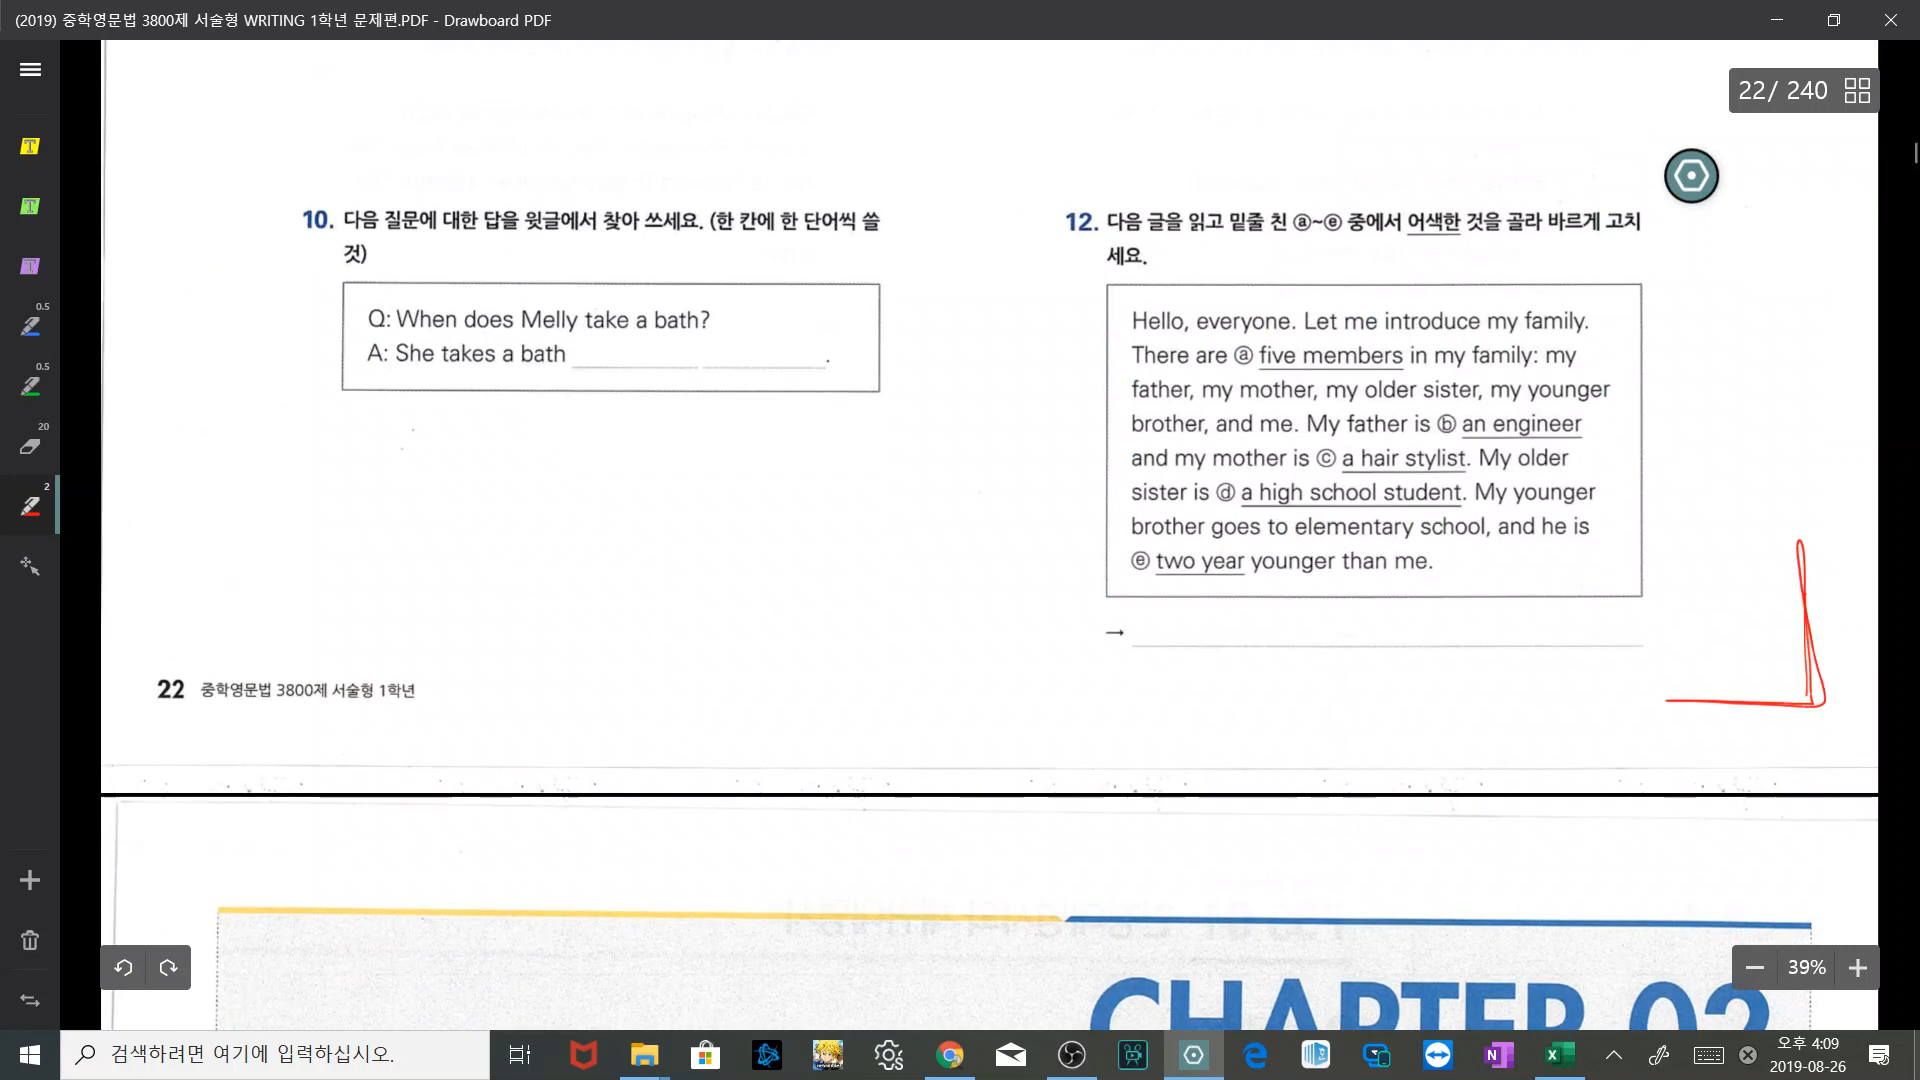 (2019) 중학영문법 3800제 서술형 WRITING 1학년 문제편.PDF - Drawboard PDF
22/ 240
0.5
0.5
20
2
10. 다음 질문에 대한 답을 윗글에서 찾아 쓰세요. (한 칸에 한 단어씩 쓸
것)
Q: When does Melly take a bath?
A: She takes a bath ____________ ____________.
12. 다음 글을 읽고 밑줄 친 ⓐ~ⓔ 중에서 어색한 것을 골라 바르게 고치
세요.
Hello, everyone. Let me introduce my family.
There are ⓐ five members in my family: my
father, my mother, my older sister, my younger
brother, and me. My father is ⓑ an engineer
and my mother is ⓒ a hair stylist. My older
sister is ⓓ a high school student. My younger
brother goes to elementary school, and he is
ⓔ two year younger than me.
→
22 중학영문법 3800제 서술형 1학년
CHAPTER 02
39%
검색하려면 여기에 입력하십시오.
오후 4:09
2019-08-26